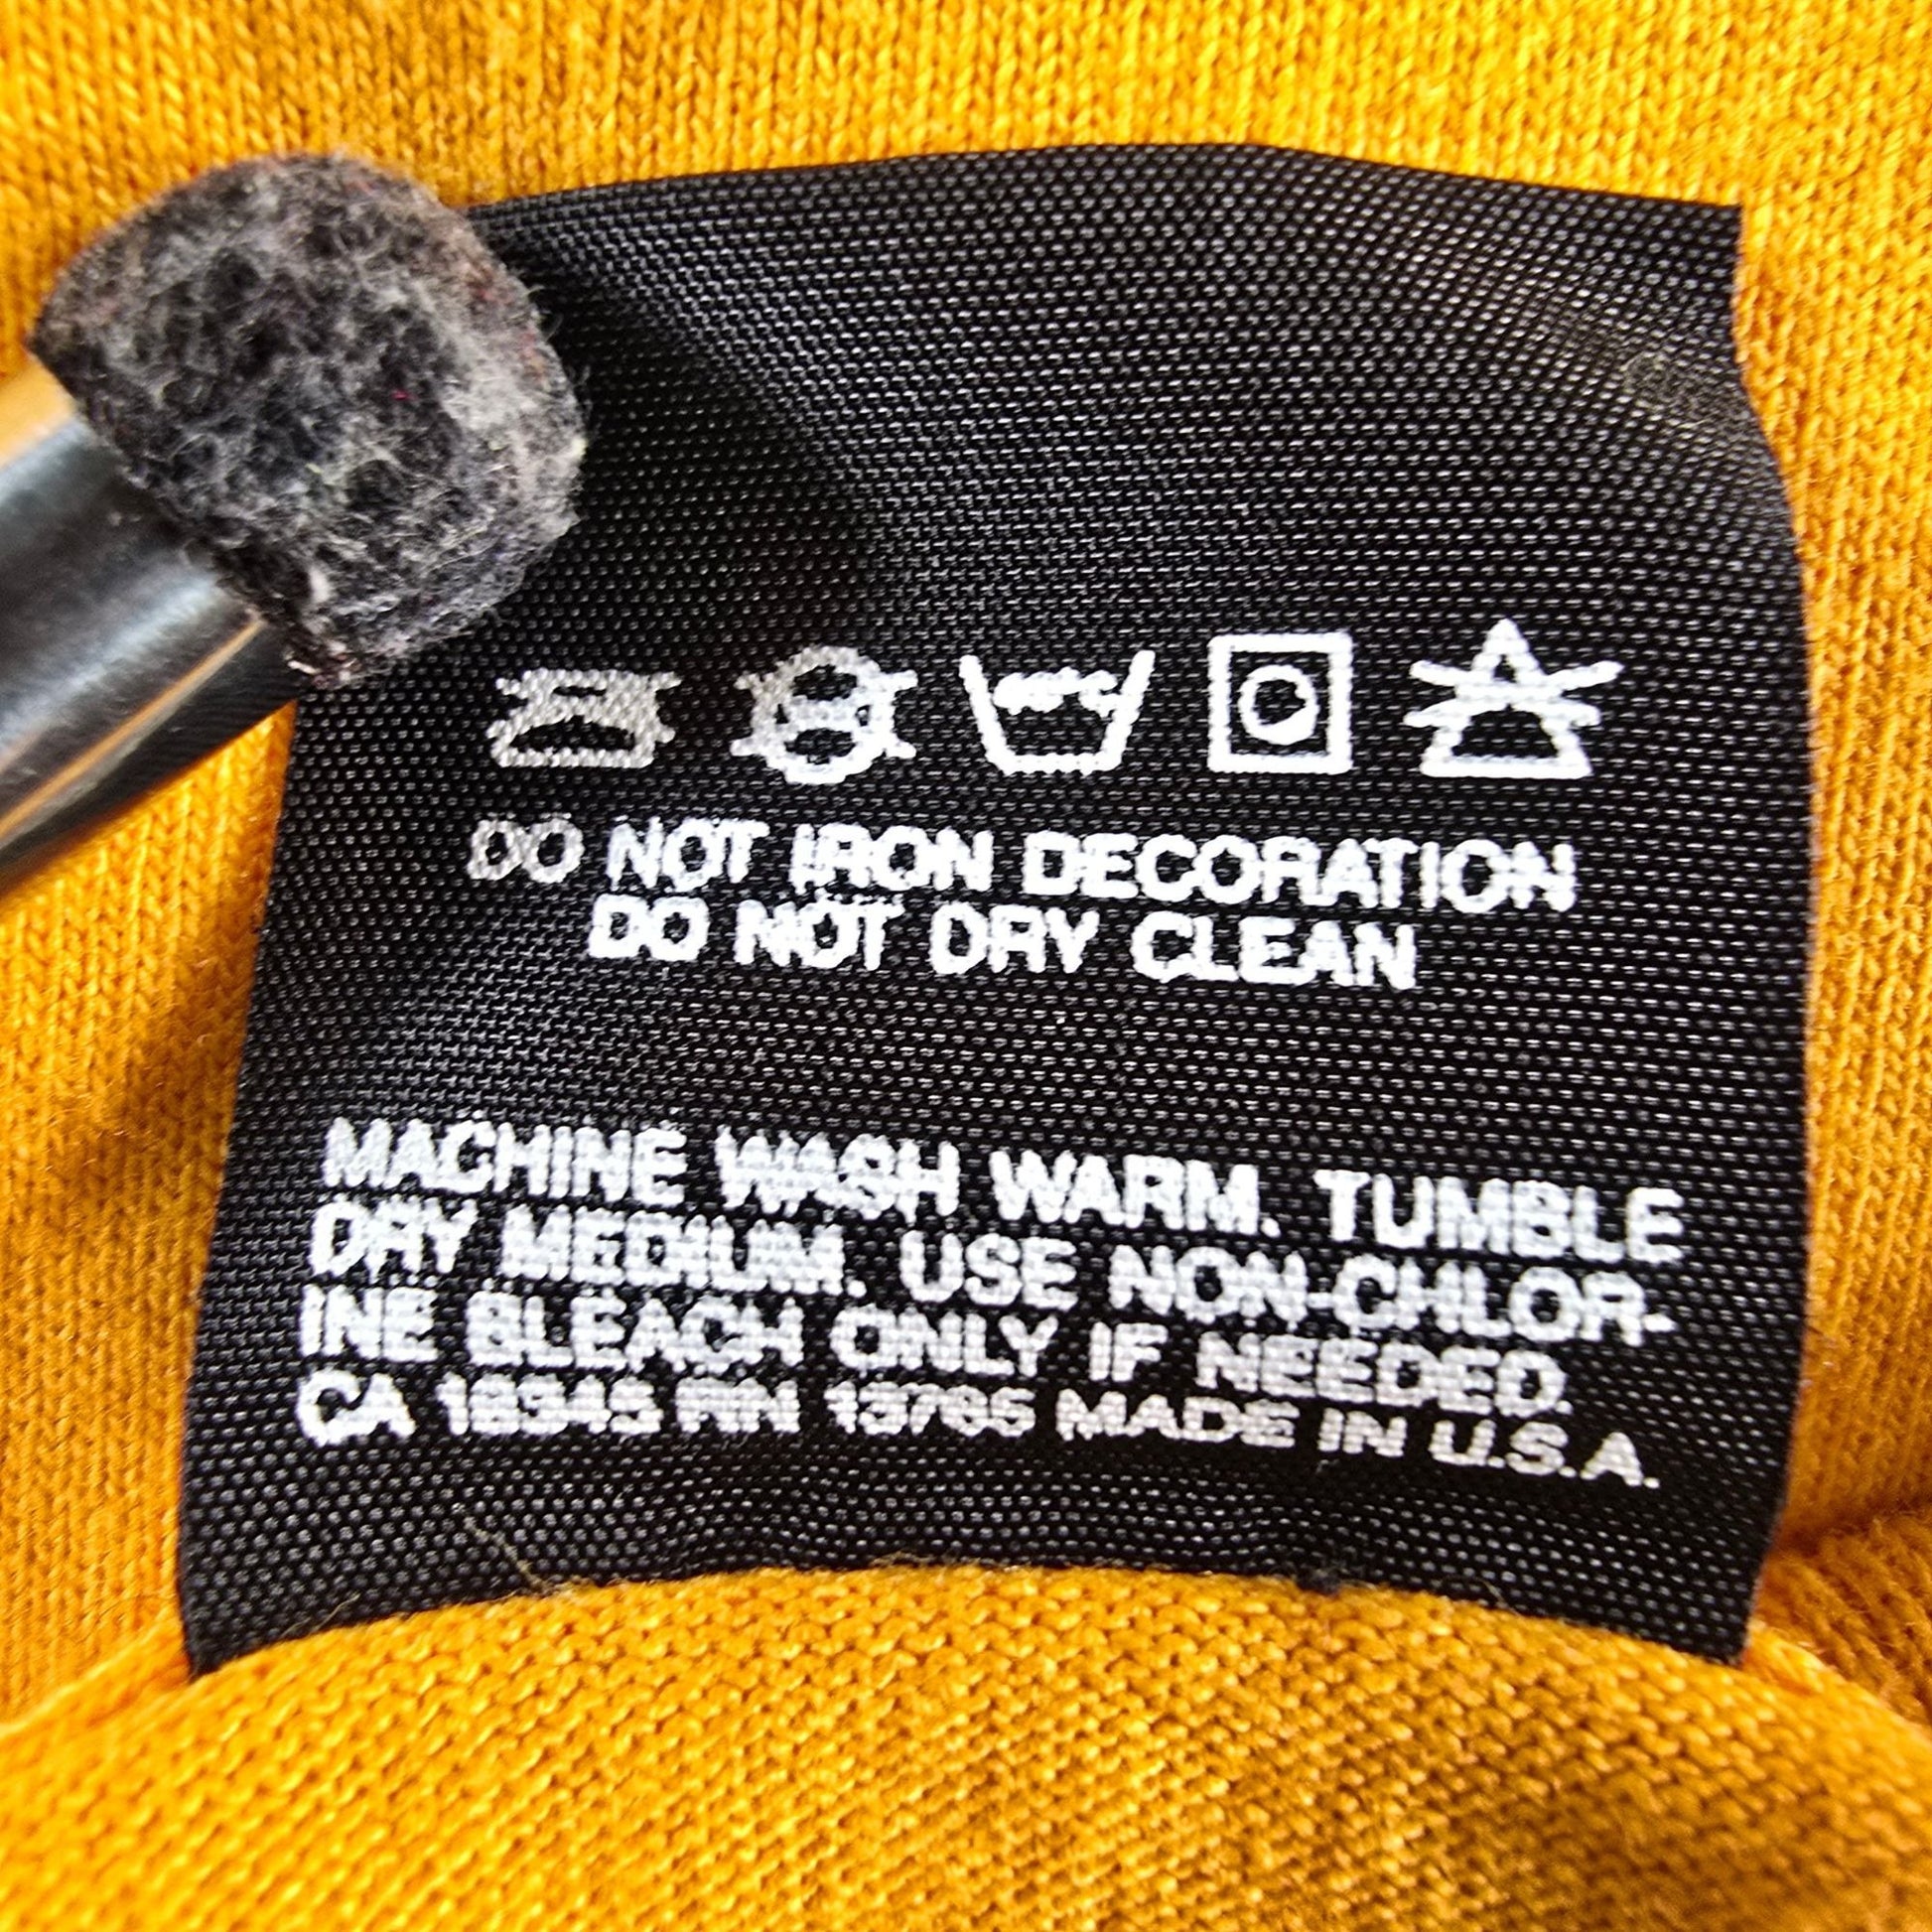 DO NOT IRON DECORATION
DO NOT DRY CLEAN
MACHINE WASH WARM. TUMBLE
DRY MEDIUM. USE NON-CHLOR-
INE BLEACH ONLY IF NEEDED.
CA RN 13765 MADE IN U.S.A.